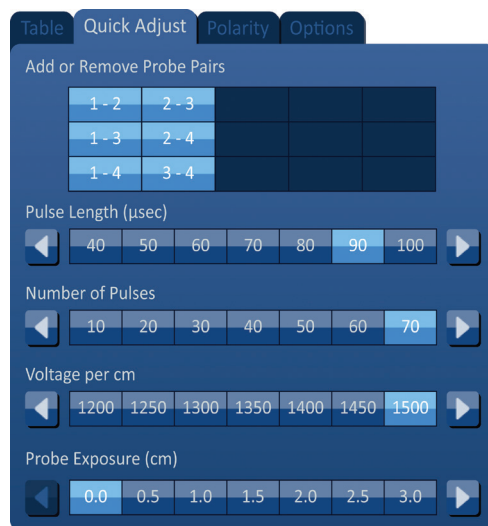 Table Quick Adjust Polarity Options
Add or Remove Probe Pairs
1 - 2 2 - 3
1 - 3 2 - 4
1 - 4 3 - 4
Pulse Length (μsec)
40 50 60 70 80 90 100
Number of Pulses
10 20 30 40 50 60 70
Voltage per cm
1200 1250 1300 1350 1400 1450 1500
Probe Exposure (cm)
0.0 0.5 1.0 1.5 2.0 2.5 3.0